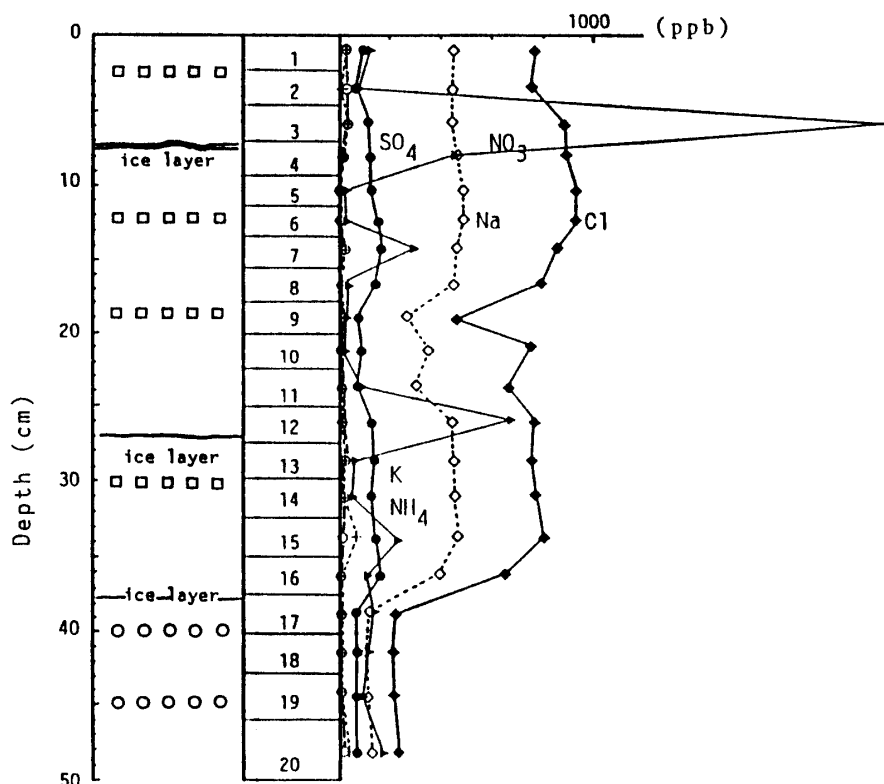 0 1000 (ppb)
1
2
3
SO4 NO3
ice layer 4
10
5
6 Na Cl
7
8
9
20
10
11
12
ice layer
13 K
30
14 NH4
15
16
ice layer
17
40
18
19
20
50
Depth (cm)